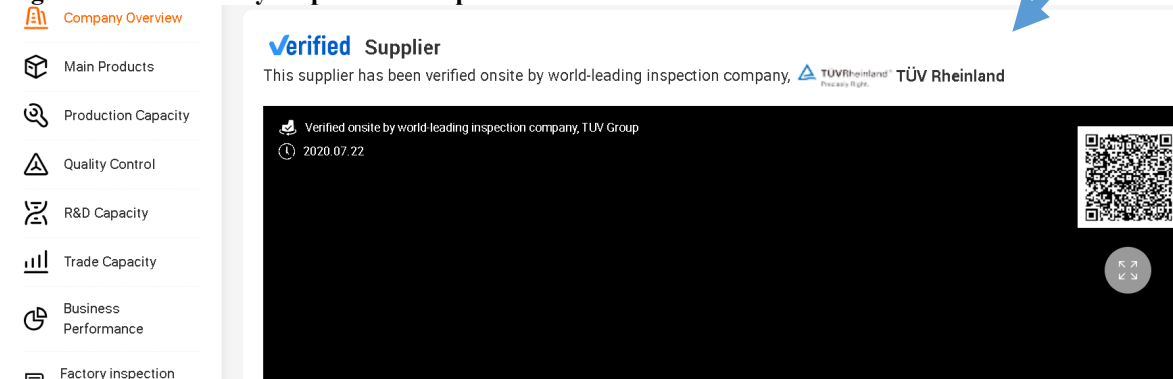 Company Overview
Main Products
Production Capacity
Quality Control
R&D Capacity
Trade Capacity
Business
Performance
Factory inspection
Verified Supplier
This supplier has been verified onsite by world-leading inspection company, TÜVRheinland® TÜV Rheinland
Precisely Right.
Verified onsite by world-leading inspection company, TUV Group
2020.07.22